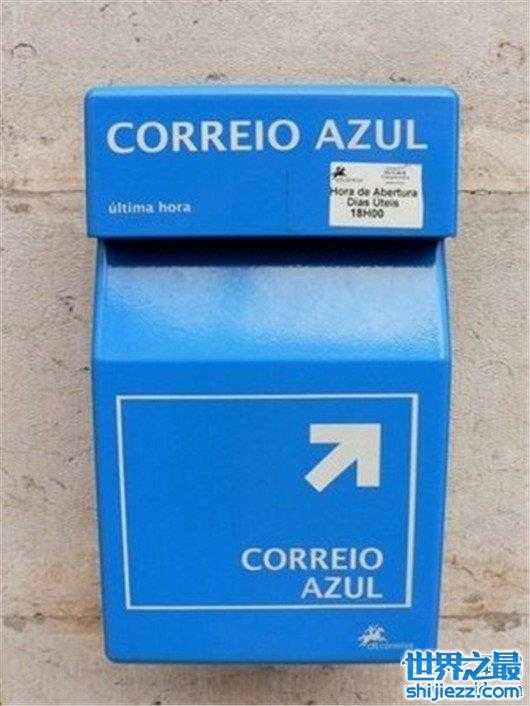 CORREIO AZUL
última hora
Hora de Abertura
Dias Úteis
18H00
CORREIO
AZUL
ctt correios
世界之最
shijiezz.com